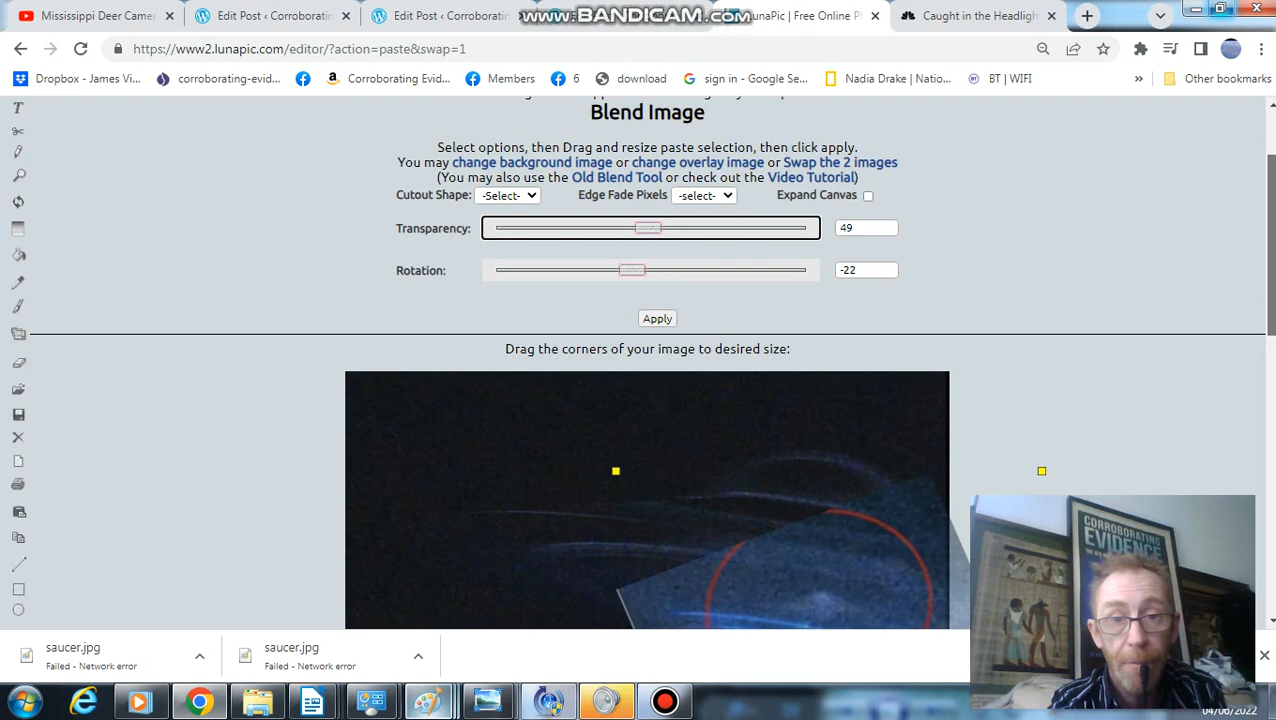 Mississippi Deer Camer
Edit Post ‹ Corroboratin
Edit Post ‹ Corroborati
WWW.BANDICAM.COM
LunaPic | Free Online P
Caught in the Headligh
https://www2.lunapic.com/editor/?action=paste&swap=1
Dropbox - James Vi...
corroborating-evid...
Corroborating Evid...
Members
6
download
sign in - Google Se...
Nadia Drake | Natio...
BT | WIFI
»
Other bookmarks
Blend Image
Select options, then Drag and resize paste selection, then click apply.
You may change background image or change overlay image or Swap the 2 images
(You may also use the Old Blend Tool or check out the Video Tutorial)
Cutout Shape: -Select- Edge Fade Pixels -select- Expand Canvas
Transparency: 49
Rotation: -22
Apply
Drag the corners of your image to desired size:
CORROBORATING
EVIDENCE
saucer.jpg
Failed - Network error
saucer.jpg
Failed - Network error
04/06/2022